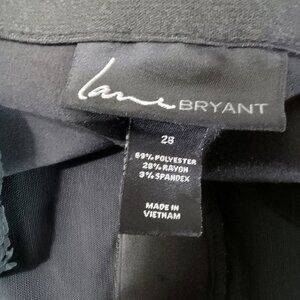 Lane BRYANT
28
69% POLYESTER
28% RAYON
3% SPANDEX
MADE IN
VIETNAM